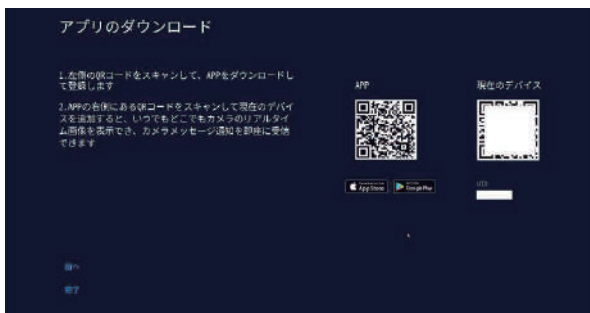 アプリのダウンロード
1.左側のQRコードをスキャンして、APPをダウンロードし
て登録します
2.APPの右側にあるQRコードをスキャンして現在のデバイ
スを追加すると、いつでもどこでもカメラのリアルタイ
ム画像を表示でき、カメラメッセージ通知を即座に受信
できます
APP
現在のデバイス
App Store
Google Play
前へ